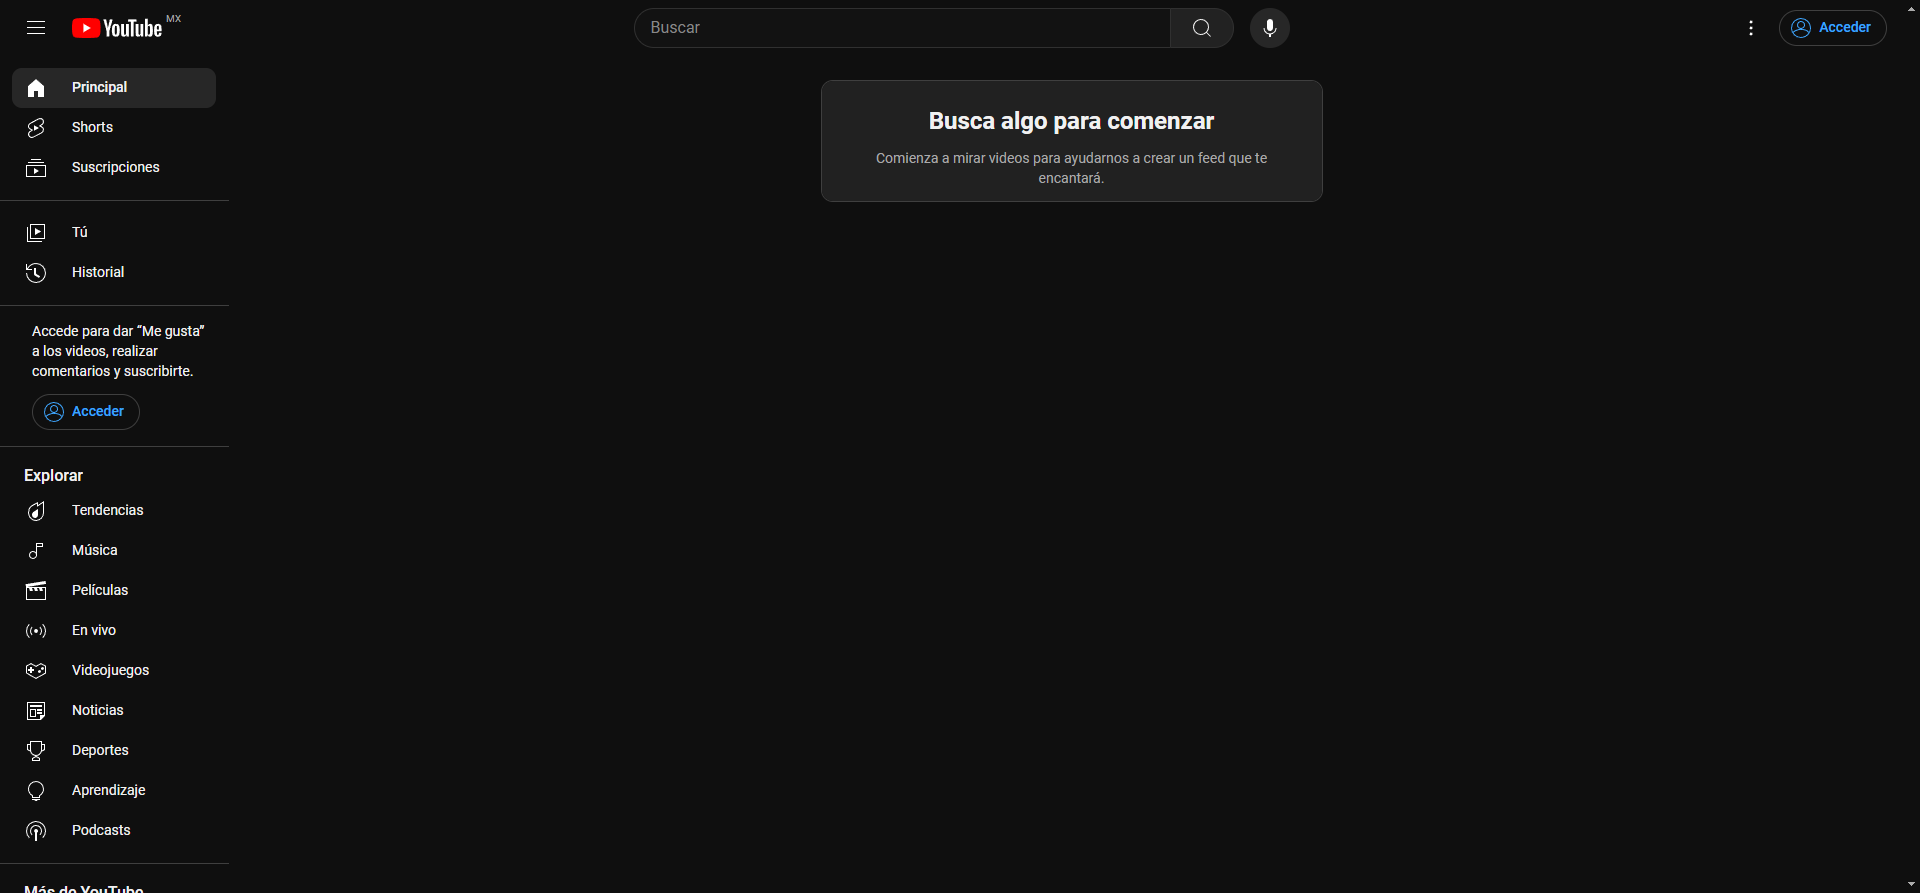 YouTube MX
Buscar
Acceder
Principal
Shorts
Suscripciones
Tú
Historial
Accede para dar “Me gusta”
a los videos, realizar
comentarios y suscribirte.
Acceder
Explorar
Tendencias
Música
Películas
En vivo
Videojuegos
Noticias
Deportes
Aprendizaje
Podcasts
Más de YouTube
Busca algo para comenzar
Comienza a mirar videos para ayudarnos a crear un feed que te
encantará.